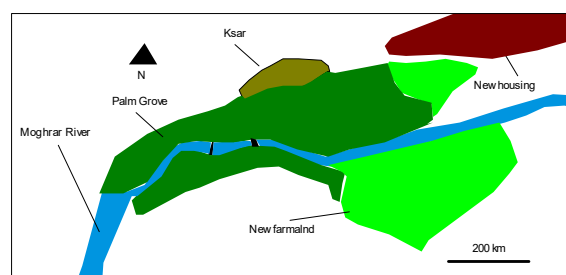 Ksar
N
New housing
Palm Grove
Moghrar River
New farmalnd
200 km